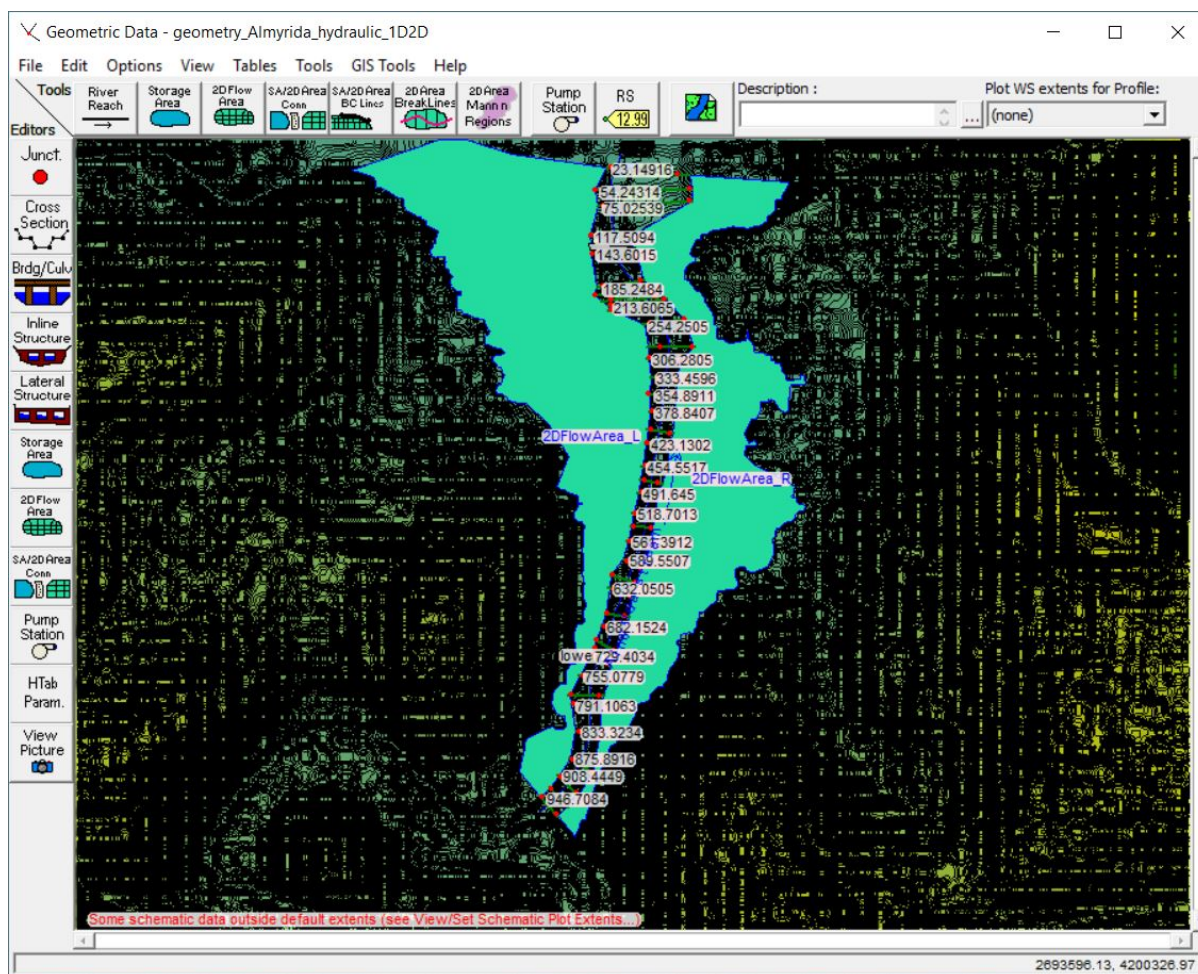 Geometric Data - geometry_Almyrida_hydraulic_1D2D
File Edit Options View Tables Tools GIS Tools Help
Tools
Editors
River
Reach
Storage
Area
2D Flow
Area
SA/2D Area
Conn
SA/2D Area
BC Lines
2D Area
BreakLines
2D Area
Mann n
Regions
Pump
Station
RS
12.99
Description :
...
Plot WS extents for Profile:
(none)
Junct.
Cross
Section
Brdg/Culv
Inline
Structure
Lateral
Structure
Storage
Area
2D Flow
Area
SA/2D Area
Conn
Pump
Station
HTab
Param.
View
Picture
23.14916
54.24314
75.02539
117.5094
143.6015
185.2484
213.6065
254.2505
306.2805
333.4596
354.8911
378.8407
2DFlowArea_L
423.1302
454.5517
2DFlowArea_R
491.645
518.7013
589.5507
632.0505
682.1524
lowe
729.4034
755.0779
791.1063
833.3234
875.8916
908.4449
946.7084
Some schematic data outside default extents (see View/Set Schematic Plot Extents...)
2693596.13, 4200326.97